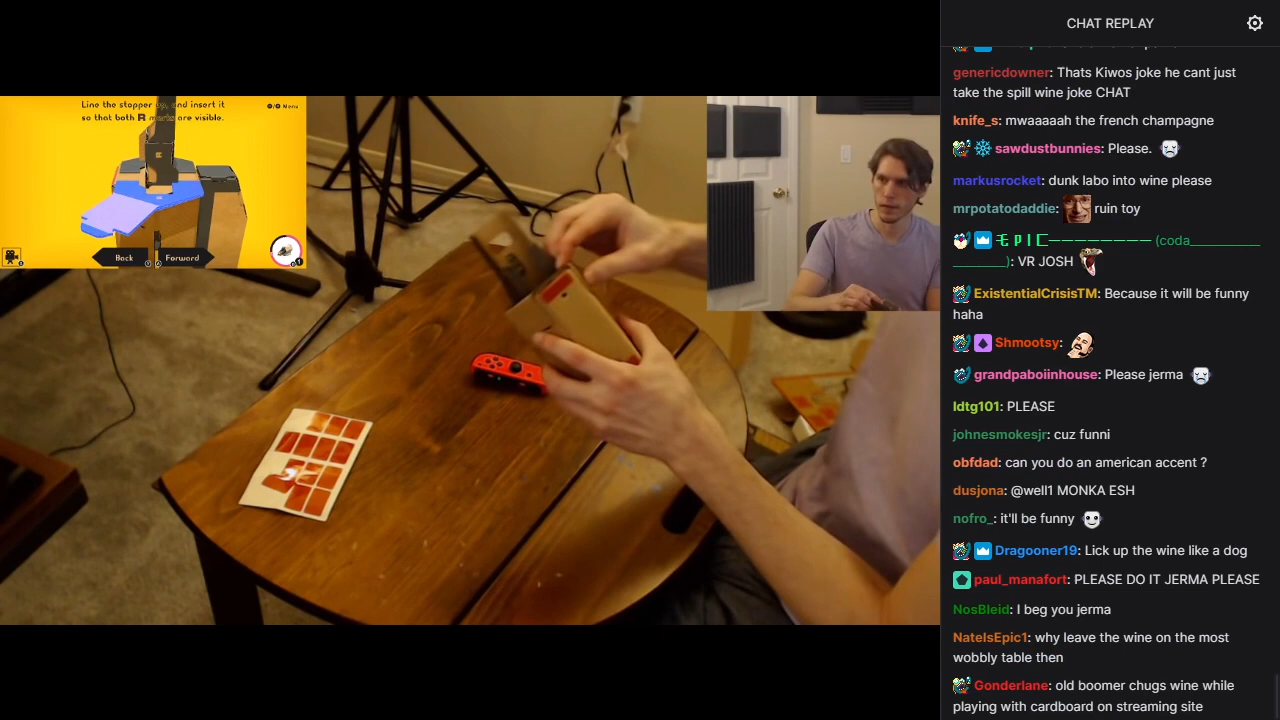 CHAT REPLAY
Line the stopper up, and insert it
so that both R marks are visible.
Menu
Back
Forward
genericdowner: Thats Kiwos joke he cant just
take the spill wine joke CHAT
knife_s: mwaaaaah the french champagne
sawdustbunnies: Please.
markusrocket: dunk labo into wine please
mrpotatodaddie: ruin toy
(coda____________
_________): VR JOSH
ExistentialCrisisTM: Because it will be funny
haha
Shmootsy:
grandpaboiinhouse: Please jerma
ldtg101: PLEASE
johnesmokesjr: cuz funni
obfdad: can you do an american accent ?
dusjona: @well1 MONKA ESH
nofro_: it'll be funny
Dragooner19: Lick up the wine like a dog
paul_manafort: PLEASE DO IT JERMA PLEASE
NosBleid: I beg you jerma
NateIsEpic1: why leave the wine on the most
wobbly table then
Gonderlane: old boomer chugs wine while
playing with cardboard on streaming site